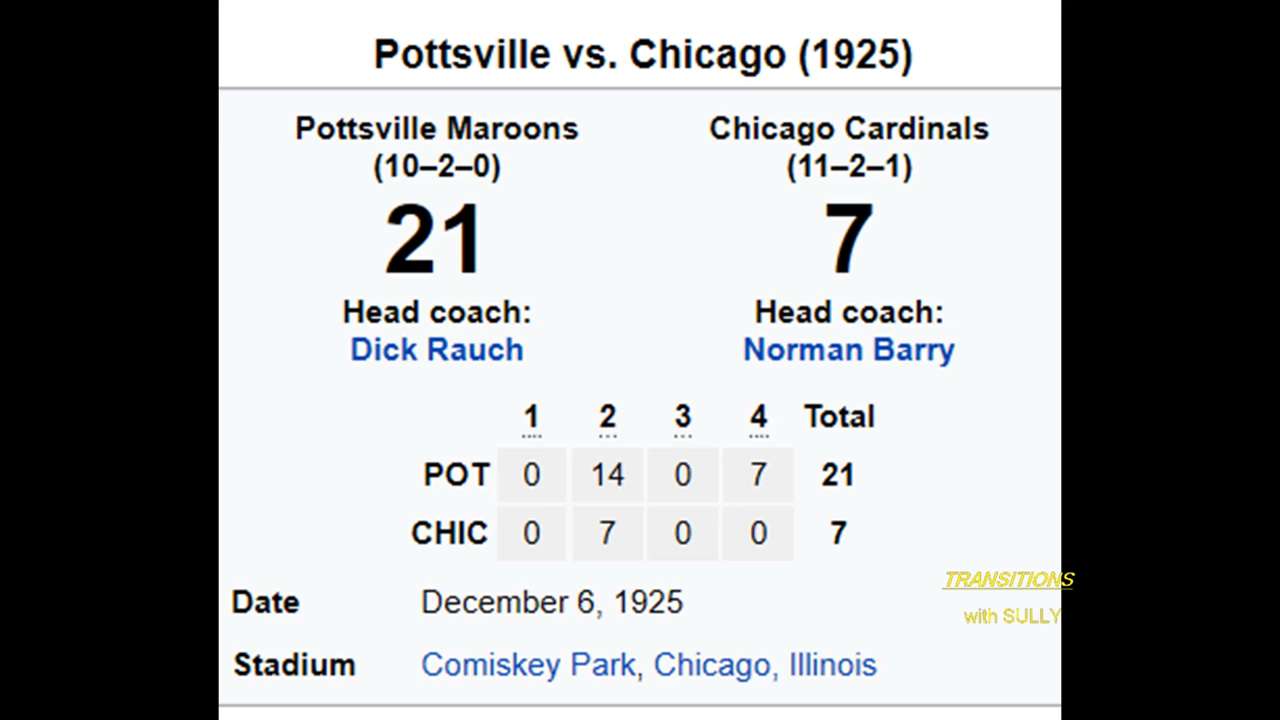 Pottsville vs. Chicago (1925)
Pottsville Maroons Chicago Cardinals
(10–2–0) (11–2–1)
21 7
Head coach: Head coach:
Dick Rauch Norman Barry
1 2 3 4 Total
POT 0 14 0 7 21
CHIC 0 7 0 0 7
TRANSITIONS
Date December 6, 1925
with SULLY
Stadium Comiskey Park, Chicago, Illinois